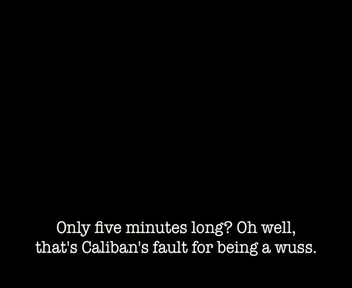 Only five minutes long? Oh well,
that's Caliban's fault for being a wuss.